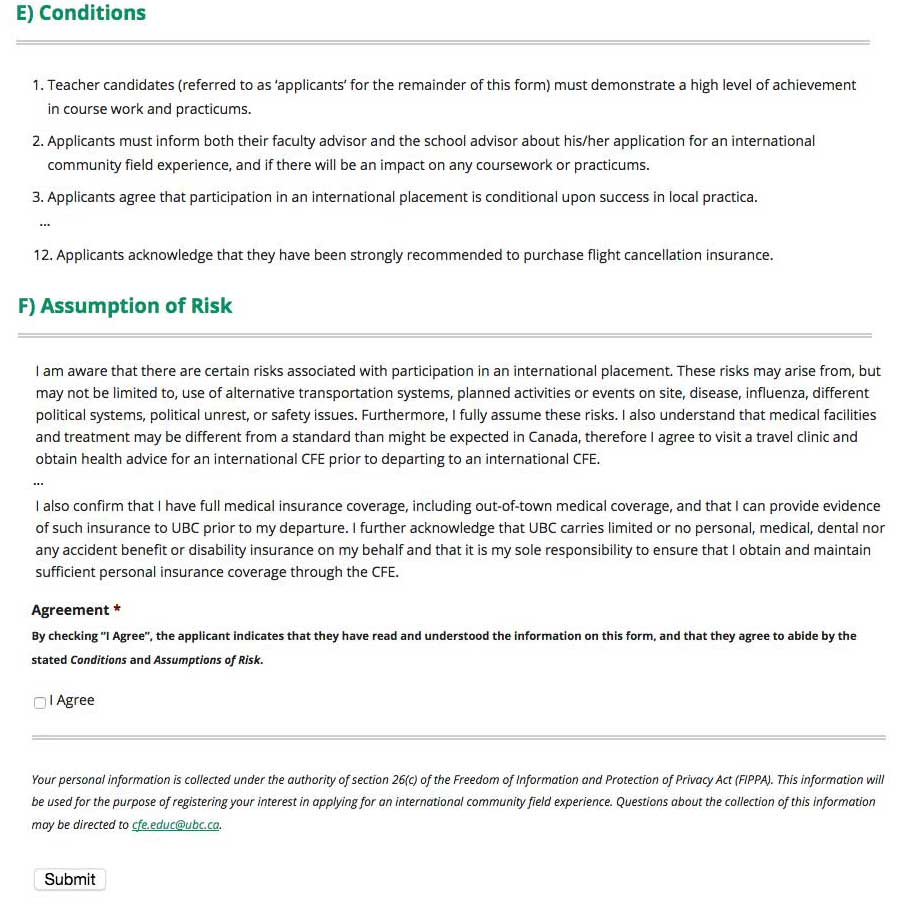 E) Conditions
1. Teacher candidates (referred to as ‘applicants’ for the remainder of this form) must demonstrate a high level of achievement
in course work and practicums.
2. Applicants must inform both their faculty advisor and the school advisor about his/her application for an international
community field experience, and if there will be an impact on any coursework or practicums.
3. Applicants agree that participation in an international placement is conditional upon success in local practica.
...
12. Applicants acknowledge that they have been strongly recommended to purchase flight cancellation insurance.
F) Assumption of Risk
I am aware that there are certain risks associated with participation in an international placement. These risks may arise from, but
may not be limited to, use of alternative transportation systems, planned activities or events on site, disease, influenza, different
political systems, political unrest, or safety issues. Furthermore, I fully assume these risks. I also understand that medical facilities
and treatment may be different from a standard than might be expected in Canada, therefore I agree to visit a travel clinic and
obtain health advice for an international CFE prior to departing to an international CFE.
...
I also confirm that I have full medical insurance coverage, including out-of-town medical coverage, and that I can provide evidence
of such insurance to UBC prior to my departure. I further acknowledge that UBC carries limited or no personal, medical, dental nor
any accident benefit or disability insurance on my behalf and that it is my sole responsibility to ensure that I obtain and maintain
sufficient personal insurance coverage through the CFE.
Agreement *
By checking “I Agree”, the applicant indicates that they have read and understood the information on this form, and that they agree to abide by the
stated Conditions and Assumptions of Risk.
I Agree
Your personal information is collected under the authority of section 26(c) of the Freedom of Information and Protection of Privacy Act (FIPPA). This information will
be used for the purpose of registering your interest in applying for an international community field experience. Questions about the collection of this information
may be directed to cfe.educ@ubc.ca.
Submit